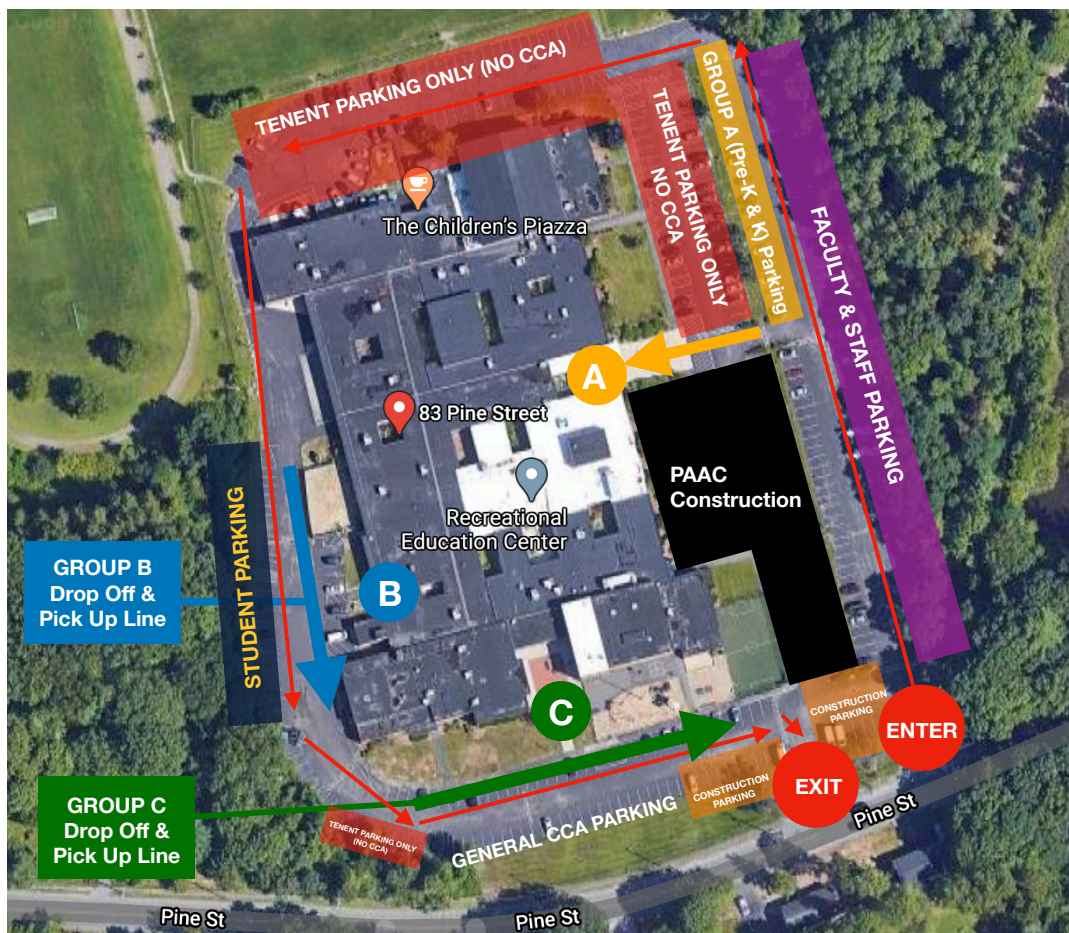 TENENT PARKING ONLY (NO CCA)
TENENT PARKING ONLY
NO CCA
GROUP A (Pre-K & K) Parking
FACULTY & STAFF PARKING
The Children's Piazza
A
83 Pine Street
PAAC
Construction
Recreational
Education Center
STUDENT PARKING
GROUP B
Drop Off &
Pick Up Line
B
C
CONSTRUCTION
PARKING
ENTER
CONSTRUCTION
PARKING
EXIT
GROUP C
Drop Off &
Pick Up Line
TENENT PARKING ONLY
(NO CCA)
GENERAL CCA PARKING
Pine St
Pine St
Pine St